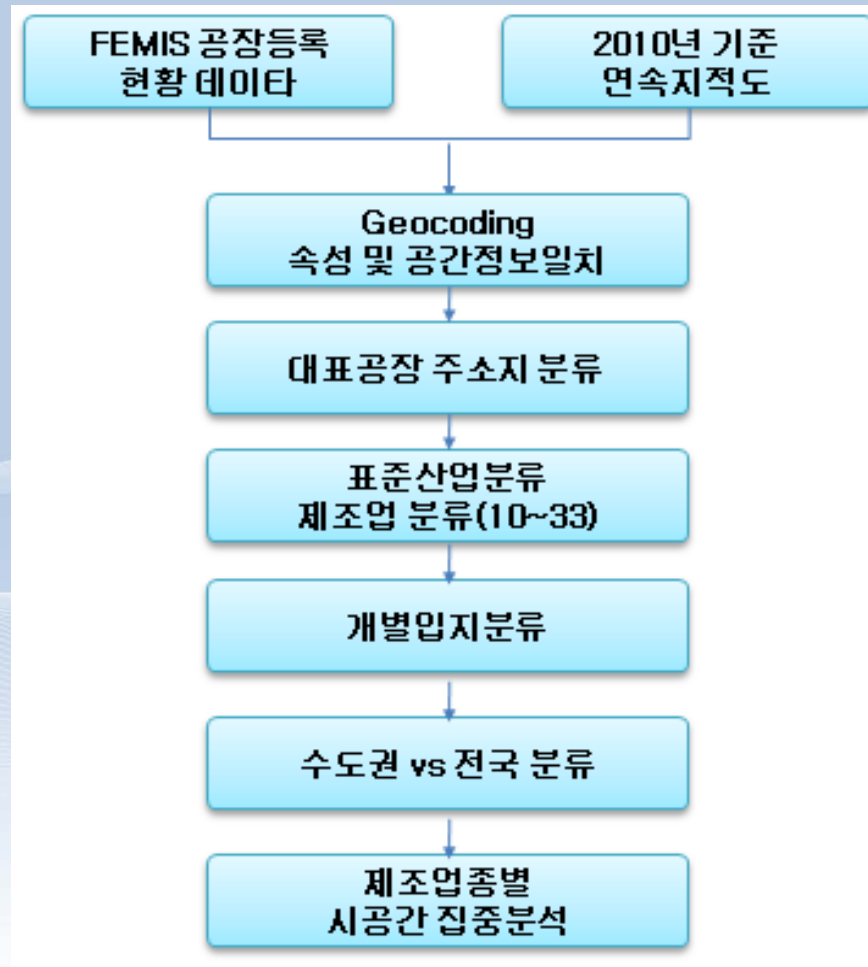 FEMIS 공장등록
현황 데이타
2010년 기준
연속지적도
Geocoding
속성 및 공간정보일치
대표공장 주소지 분류
표준산업분류
제조업 분류(10~33)
개별입지분류
수도권 vs 전국 분류
제조업종별
시공간 집중분석